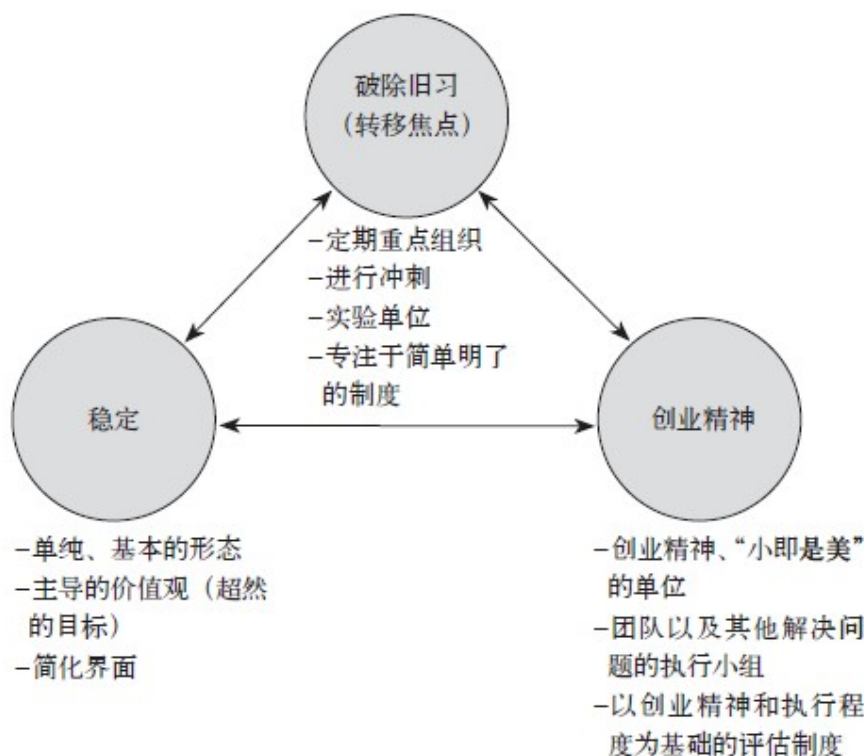 破除旧习
（转移焦点）
–定期重点组织
–进行冲刺
–实验单位
–专注于简单明了
的制度
稳定
创业精神
–单纯、基本的形态
–主导的价值观（超然
的目标）
–简化界面
–创业精神、“小即是美”
的单位
–团队以及其他解决问
题的执行小组
–以创业精神和执行程
度为基础的评估制度